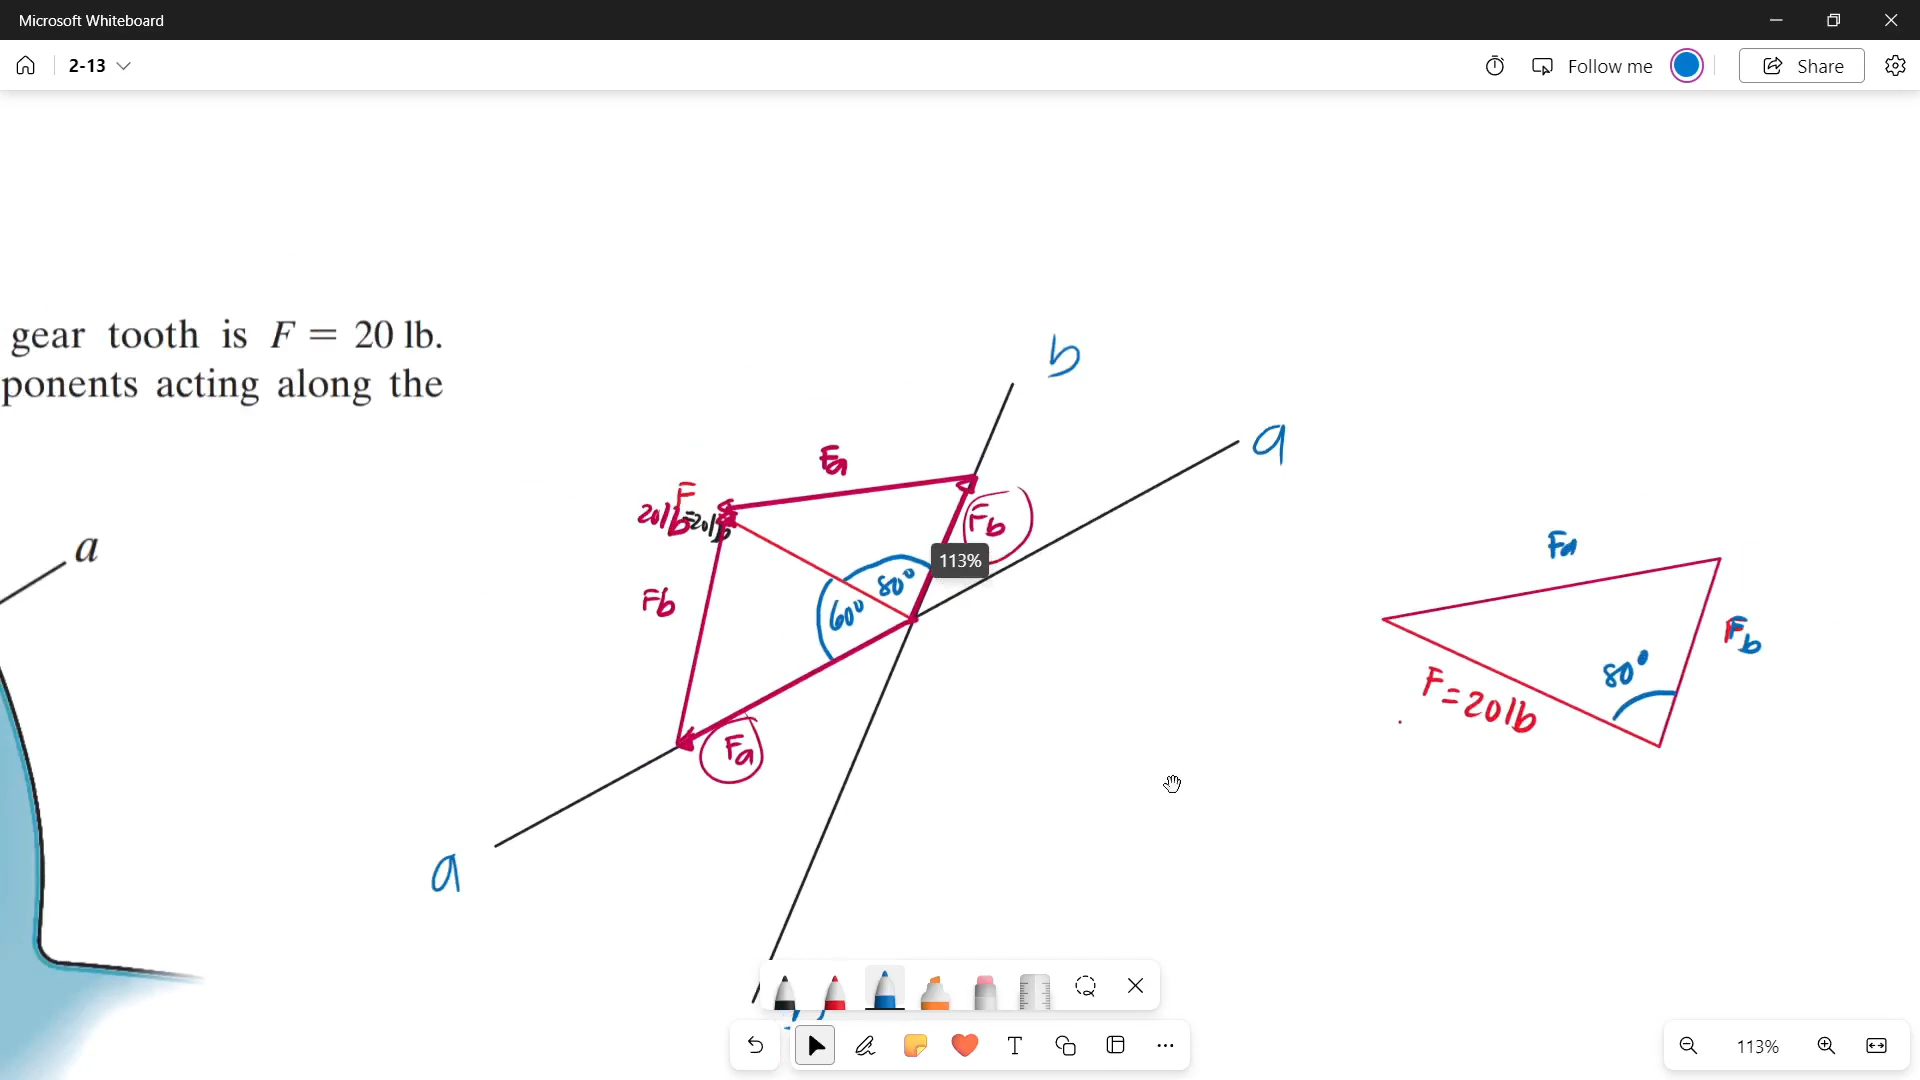 Microsoft Whiteboard
2-13
Follow me
Share
gear tooth is F = 20 lb.
ponents acting along the
b
a
Fa
F
20lb
=20lb
Fb
113%
80°
60°
Fb
a
Fa
a
Fa
Fb
80°
F=20lb
T
113%